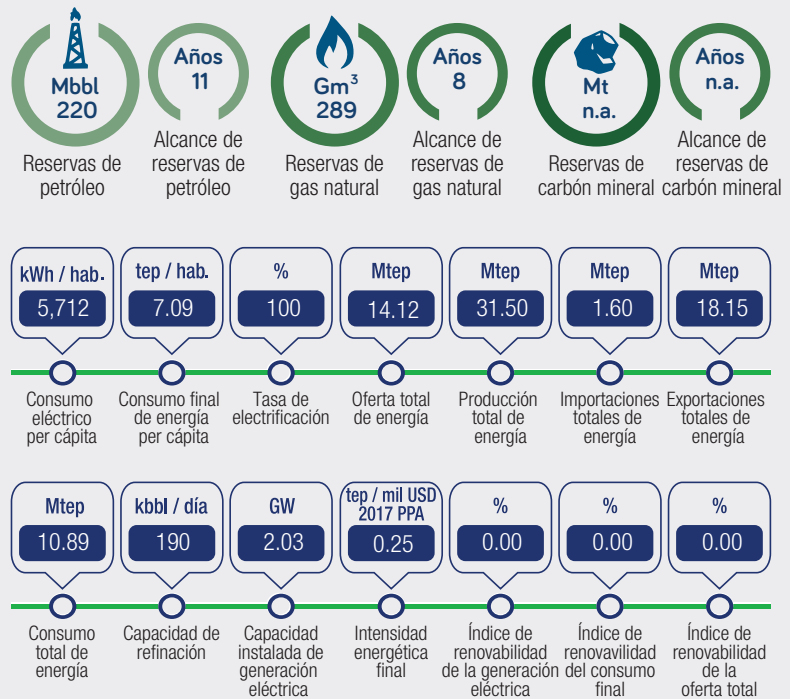 Mbbl
220
Reservas de
petróleo
Años
11
Alcance de
reservas de
petróleo
Gm³
289
Reservas de
gas natural
Años
8
Alcance de
reservas de
gas natural
Mt
n.a.
Reservas de
carbón mineral
Años
n.a.
Alcance de
reservas de
carbón mineral
kWh / hab.
5,712
Consumo
eléctrico
per cápita
tep / hab.
7.09
Consumo final
de energía
per cápita
%
100
Tasa de
electrificación
Mtep
14.12
Oferta total
de energía
Mtep
31.50
Producción
total de
energía
Mtep
1.60
Importaciones
totales de
energía
Mtep
18.15
Exportaciones
totales de
energía
Mtep
10.89
Consumo
total de
energía
kbbl / día
190
Capacidad de
refinación
GW
2.03
Capacidad
instalada de
generación
eléctrica
tep / mil USD
2017 PPA
0.25
Intensidad
energética
final
%
0.00
Índice de
renovabilidad
de la generación
eléctrica
%
0.00
Índice de
renovavilidad
del consumo
final
%
0.00
Índice de
renovabilidad
de la
oferta total